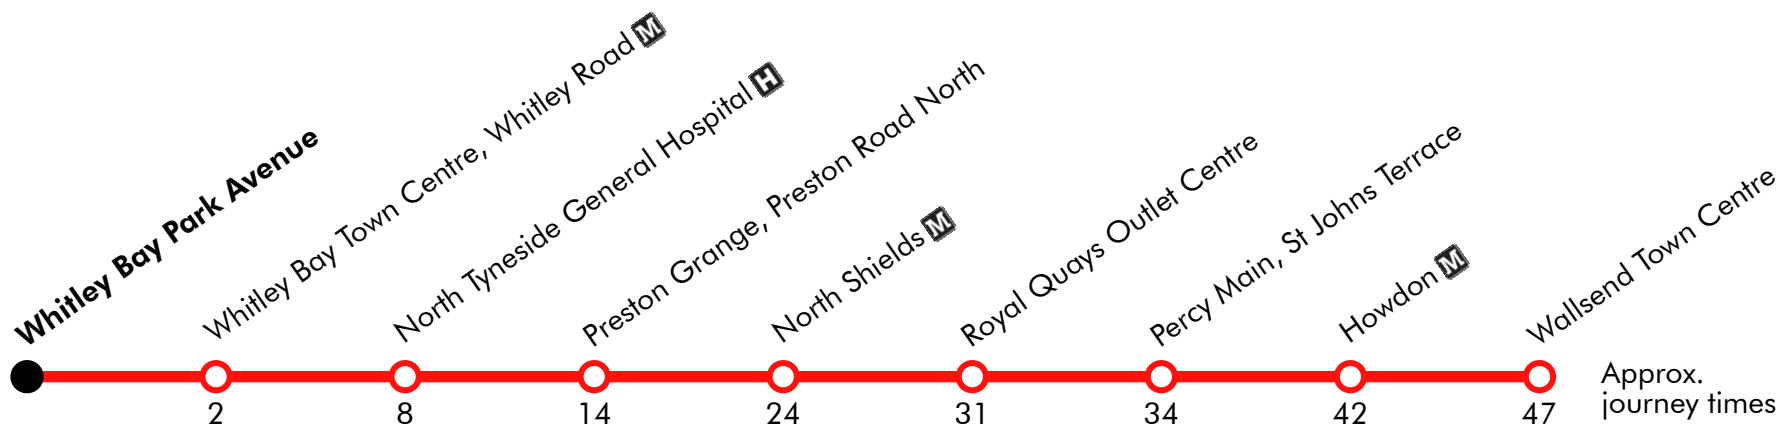 Whitley Bay Park Avenue
Whitley Bay Town Centre, Whitley Road M
North Tyneside General Hospital H
Preston Grange, Preston Road North
North Shields M
Royal Quays Outlet Centre
Percy Main, St Johns Terrace
Howdon M
Wallsend Town Centre
2
8
14
24
31
34
42
47
Approx.
journey times